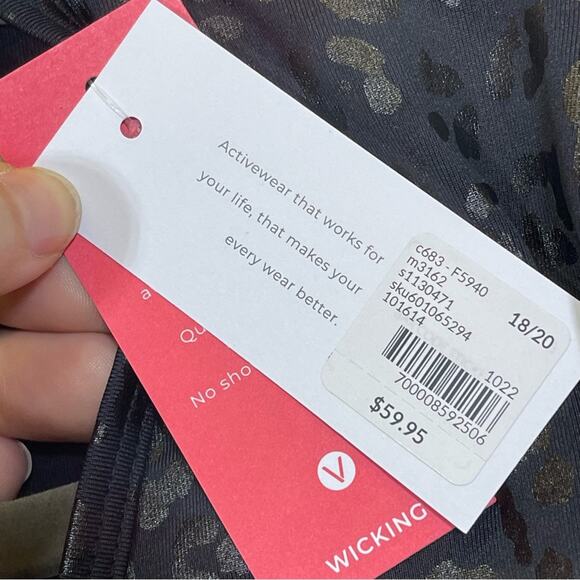 Activewear that works for
your life, that makes your
every wear better.
c683 F5940
m3162
s1130471
sku601065294
101614
18/20
1022
700008592506
$59.95
No sho
V
WICKING